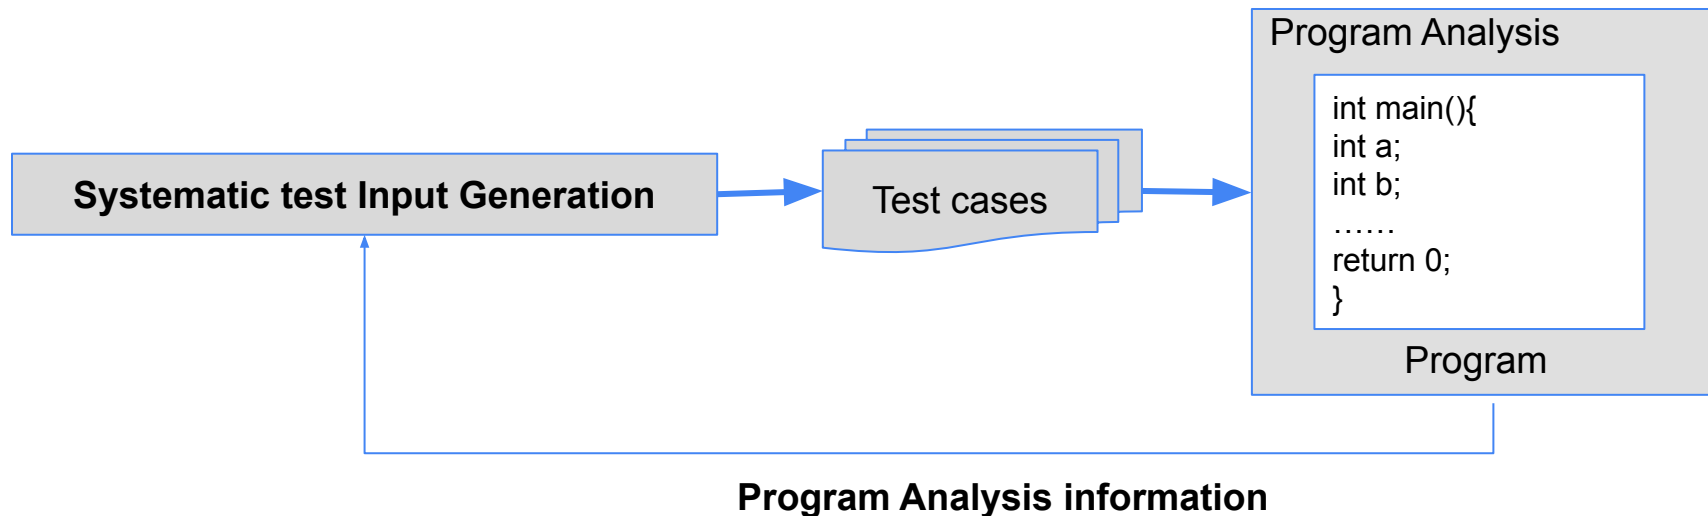 Program Analysis
int main(){
int a;
int b;
……
return 0;
}
Program
Systematic test Input Generation
Test cases
Program Analysis information